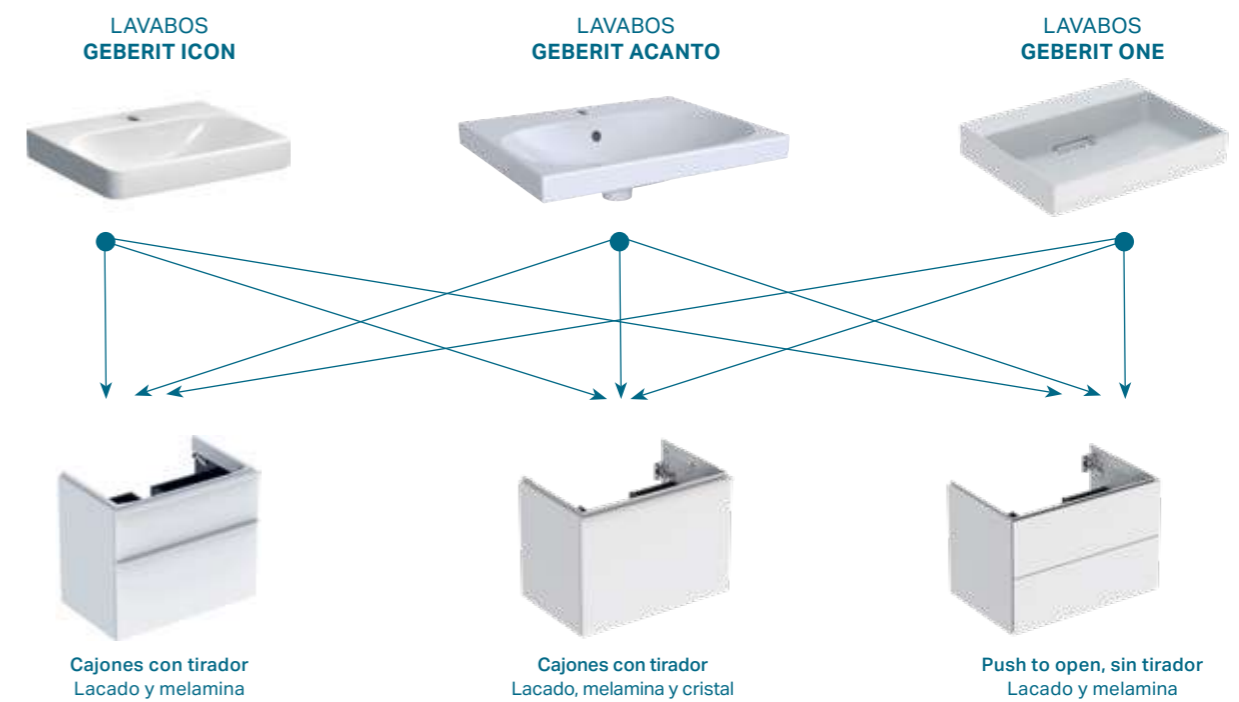 LAVABOS
GEBERIT ICON
LAVABOS
GEBERIT ACANTO
LAVABOS
GEBERIT ONE
Cajones con tirador
Lacado y melamina
Cajones con tirador
Lacado, melamina y cristal
Push to open, sin tirador
Lacado y melamina